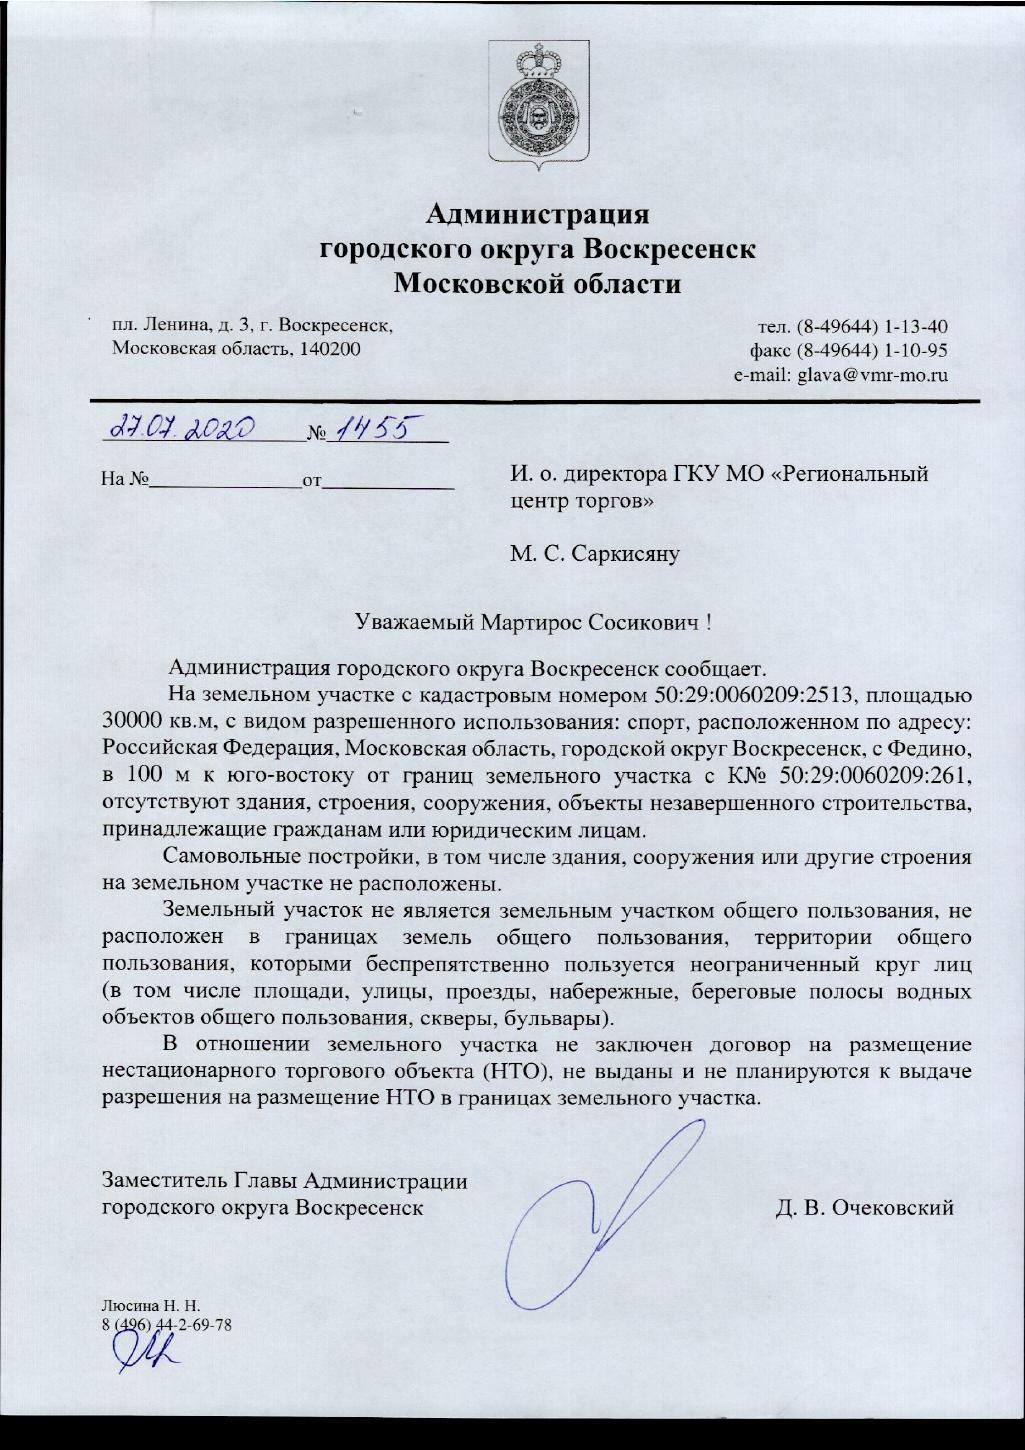 Администрация
городского округа Воскресенск
Московской области
пл. Ленина, д. 3, г. Воскресенск,
Московская область, 140200
тел. (8-49644) 1-13-40
факс (8-49644) 1-10-95
e-mail: glava@vmr-mo.ru
27.07.2020 № 1455
На №______________от____________
И. о. директора ГКУ МО «Региональный
центр торгов»
М. С. Саркисяну
Уважаемый Мартирос Сосикович !
Администрация городского округа Воскресенск сообщает.
На земельном участке с кадастровым номером 50:29:0060209:2513, площадью
30000 кв.м, с видом разрешенного использования: спорт, расположенном по адресу:
Российская Федерация, Московская область, городской округ Воскресенск, с Федино,
в 100 м к юго-востоку от границ земельного участка с К№ 50:29:0060209:261,
отсутствуют здания, строения, сооружения, объекты незавершенного строительства,
принадлежащие гражданам или юридическим лицам.
Самовольные постройки, в том числе здания, сооружения или другие строения
на земельном участке не расположены.
Земельный участок не является земельным участком общего пользования, не
расположен в границах земель общего пользования, территории общего
пользования, которыми беспрепятственно пользуется неограниченный круг лиц
(в том числе площади, улицы, проезды, набережные, береговые полосы водных
объектов общего пользования, скверы, бульвары).
В отношении земельного участка не заключен договор на размещение
нестационарного торгового объекта (НТО), не выданы и не планируются к выдаче
разрешения на размещение НТО в границах земельного участка.
Заместитель Главы Администрации
городского округа Воскресенск
Д. В. Очековский
Люсина Н. Н.
8 (496) 44-2-69-78